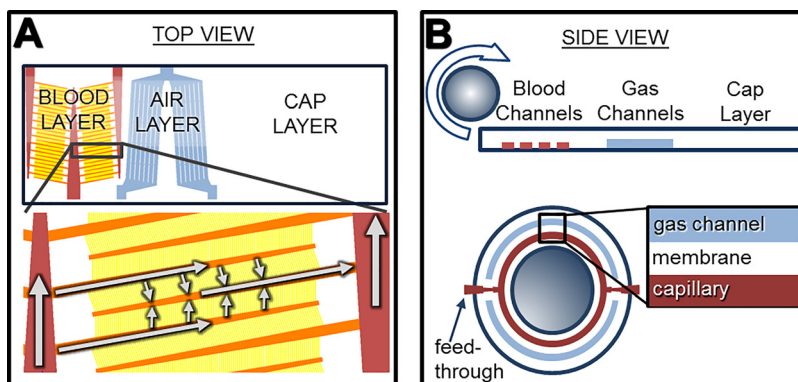 A
TOP VIEW
BLOOD
LAYER
AIR
LAYER
CAP
LAYER
B
SIDE VIEW
Blood
Channels
Gas
Channels
Cap
Layer
gas channel
membrane
capillary
feed-
through